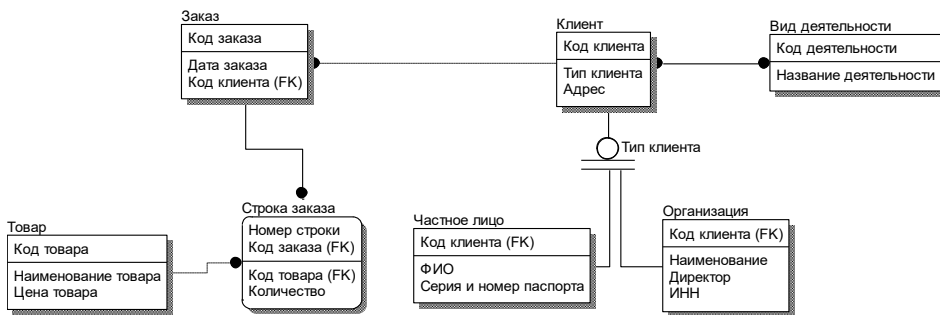 Заказ
Код заказа
Дата заказа
Код клиента (FK)
Клиент
Код клиента
Тип клиента
Адрес
Вид деятельности
Код деятельности
Название деятельности
Тип клиента
Товар
Код товара
Наименование товара
Цена товара
Строка заказа
Номер строки
Код заказа (FK)
Код товара (FK)
Количество
Частное лицо
Код клиента (FK)
ФИО
Серия и номер паспорта
Организация
Код клиента (FK)
Наименование
Директор
ИНН